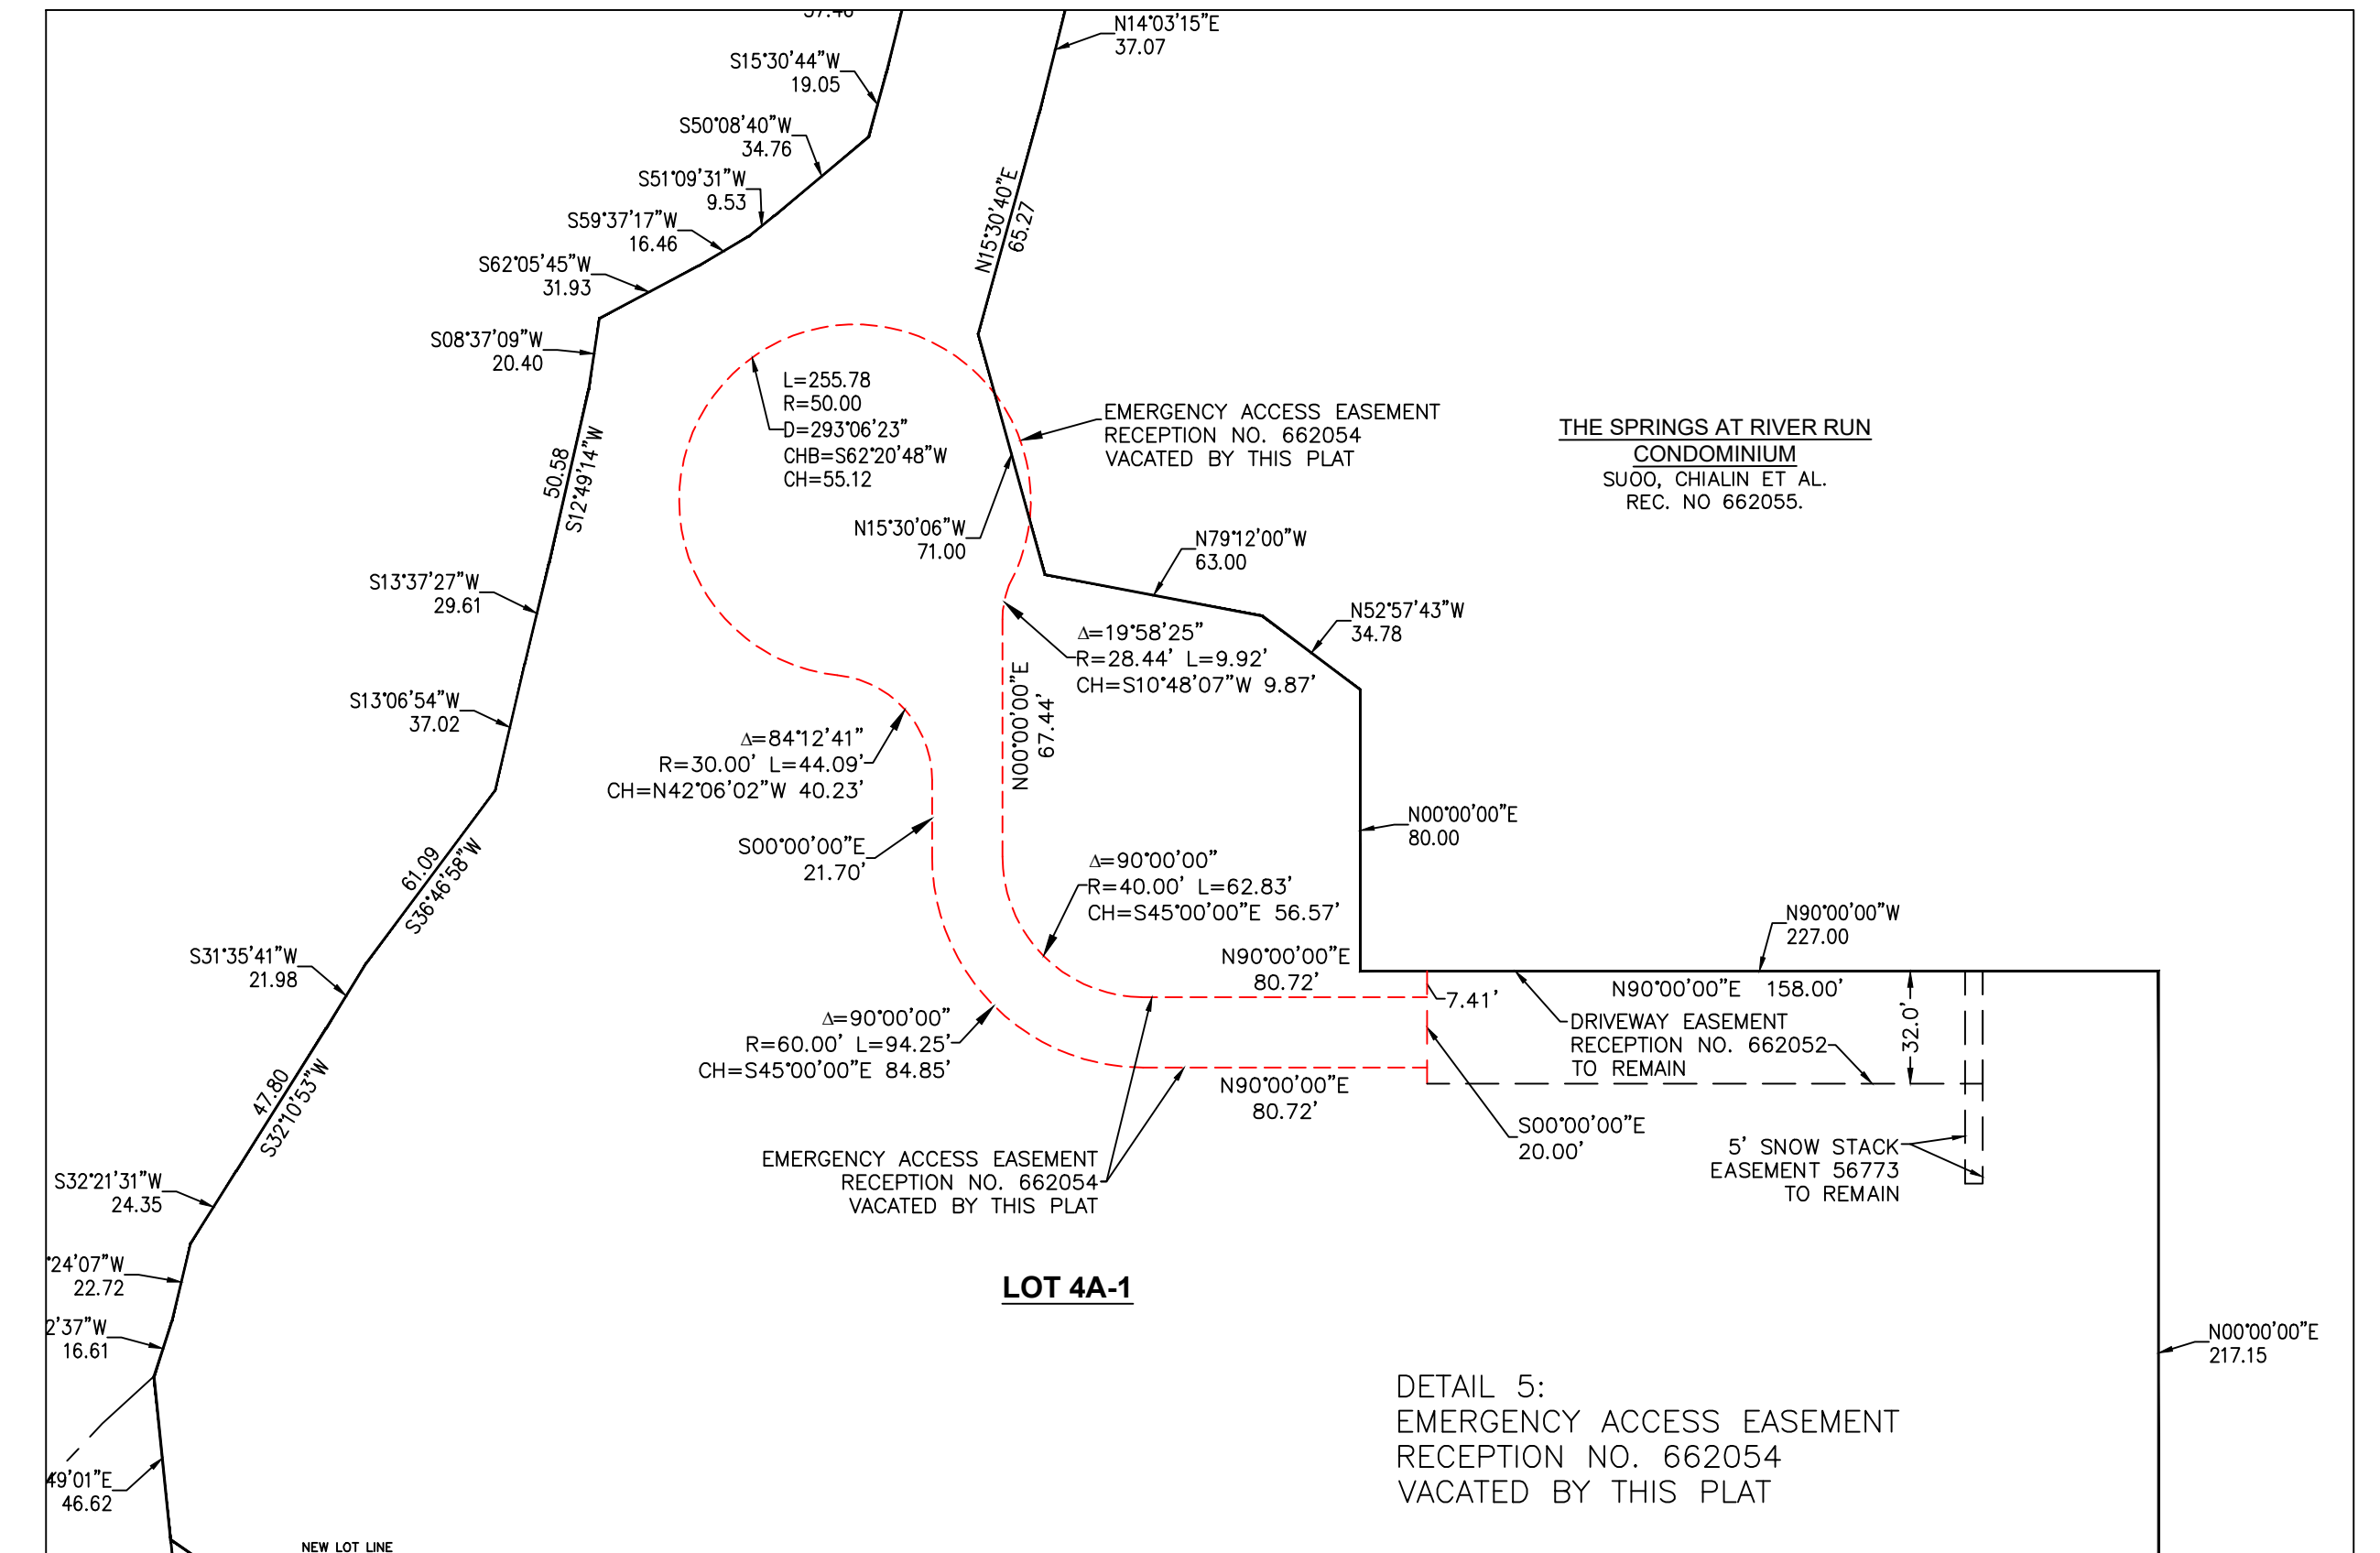 N14°03'15"E
37.07
S15°30'44"W
19.05
S50°08'40"W
34.76
S51°09'31"W
9.53
S59°37'17"W
16.46
S62°05'45"W
31.93
S08°37'09"W
20.40
N15°30'40"E
65.27
L=255.78
R=50.00
D=293°06'23"
CHB=S62°20'48"W
CH=55.12
EMERGENCY ACCESS EASEMENT
RECEPTION NO. 662054
VACATED BY THIS PLAT
THE SPRINGS AT RIVER RUN
CONDOMINIUM
SUOO, CHIALIN ET AL.
REC. NO 662055.
50.58
S12°49'14"W
N15°30'06"W
71.00
N79°12'00"W
63.00
S13°37'27"W
29.61
N52°57'43"W
34.78
Δ=19°58'25"
R=28.44' L=9.92'
CH=S10°48'07"W 9.87'
N00°00'00"E
67.44'
S13°06'54"W
37.02
Δ=84°12'41"
R=30.00' L=44.09'
CH=N42°06'02"W 40.23'
N00°00'00"E
80.00
S00°00'00"E
21.70'
61.09
S36°46'58"W
Δ=90°00'00"
R=40.00' L=62.83'
CH=S45°00'00"E 56.57'
N90°00'00"W
227.00
S31°35'41"W
21.98
N90°00'00"E
80.72'
7.41'
N90°00'00"E 158.00'
32.0'
DRIVEWAY EASEMENT
RECEPTION NO. 662052
TO REMAIN
Δ=90°00'00"
R=60.00' L=94.25'
CH=S45°00'00"E 84.85'
N90°00'00"E
80.72'
47.80
S32°10'53"W
S00°00'00"E
20.00'
5' SNOW STACK
EASEMENT 56773
TO REMAIN
EMERGENCY ACCESS EASEMENT
RECEPTION NO. 662054
VACATED BY THIS PLAT
S32°21'31"W
24.35
°24'07"W
22.72
LOT 4A-1
2'37"W
16.61
N00°00'00"E
217.15
DETAIL 5:
EMERGENCY ACCESS EASEMENT
RECEPTION NO. 662054
VACATED BY THIS PLAT
49'01"E
46.62
NEW LOT LINE